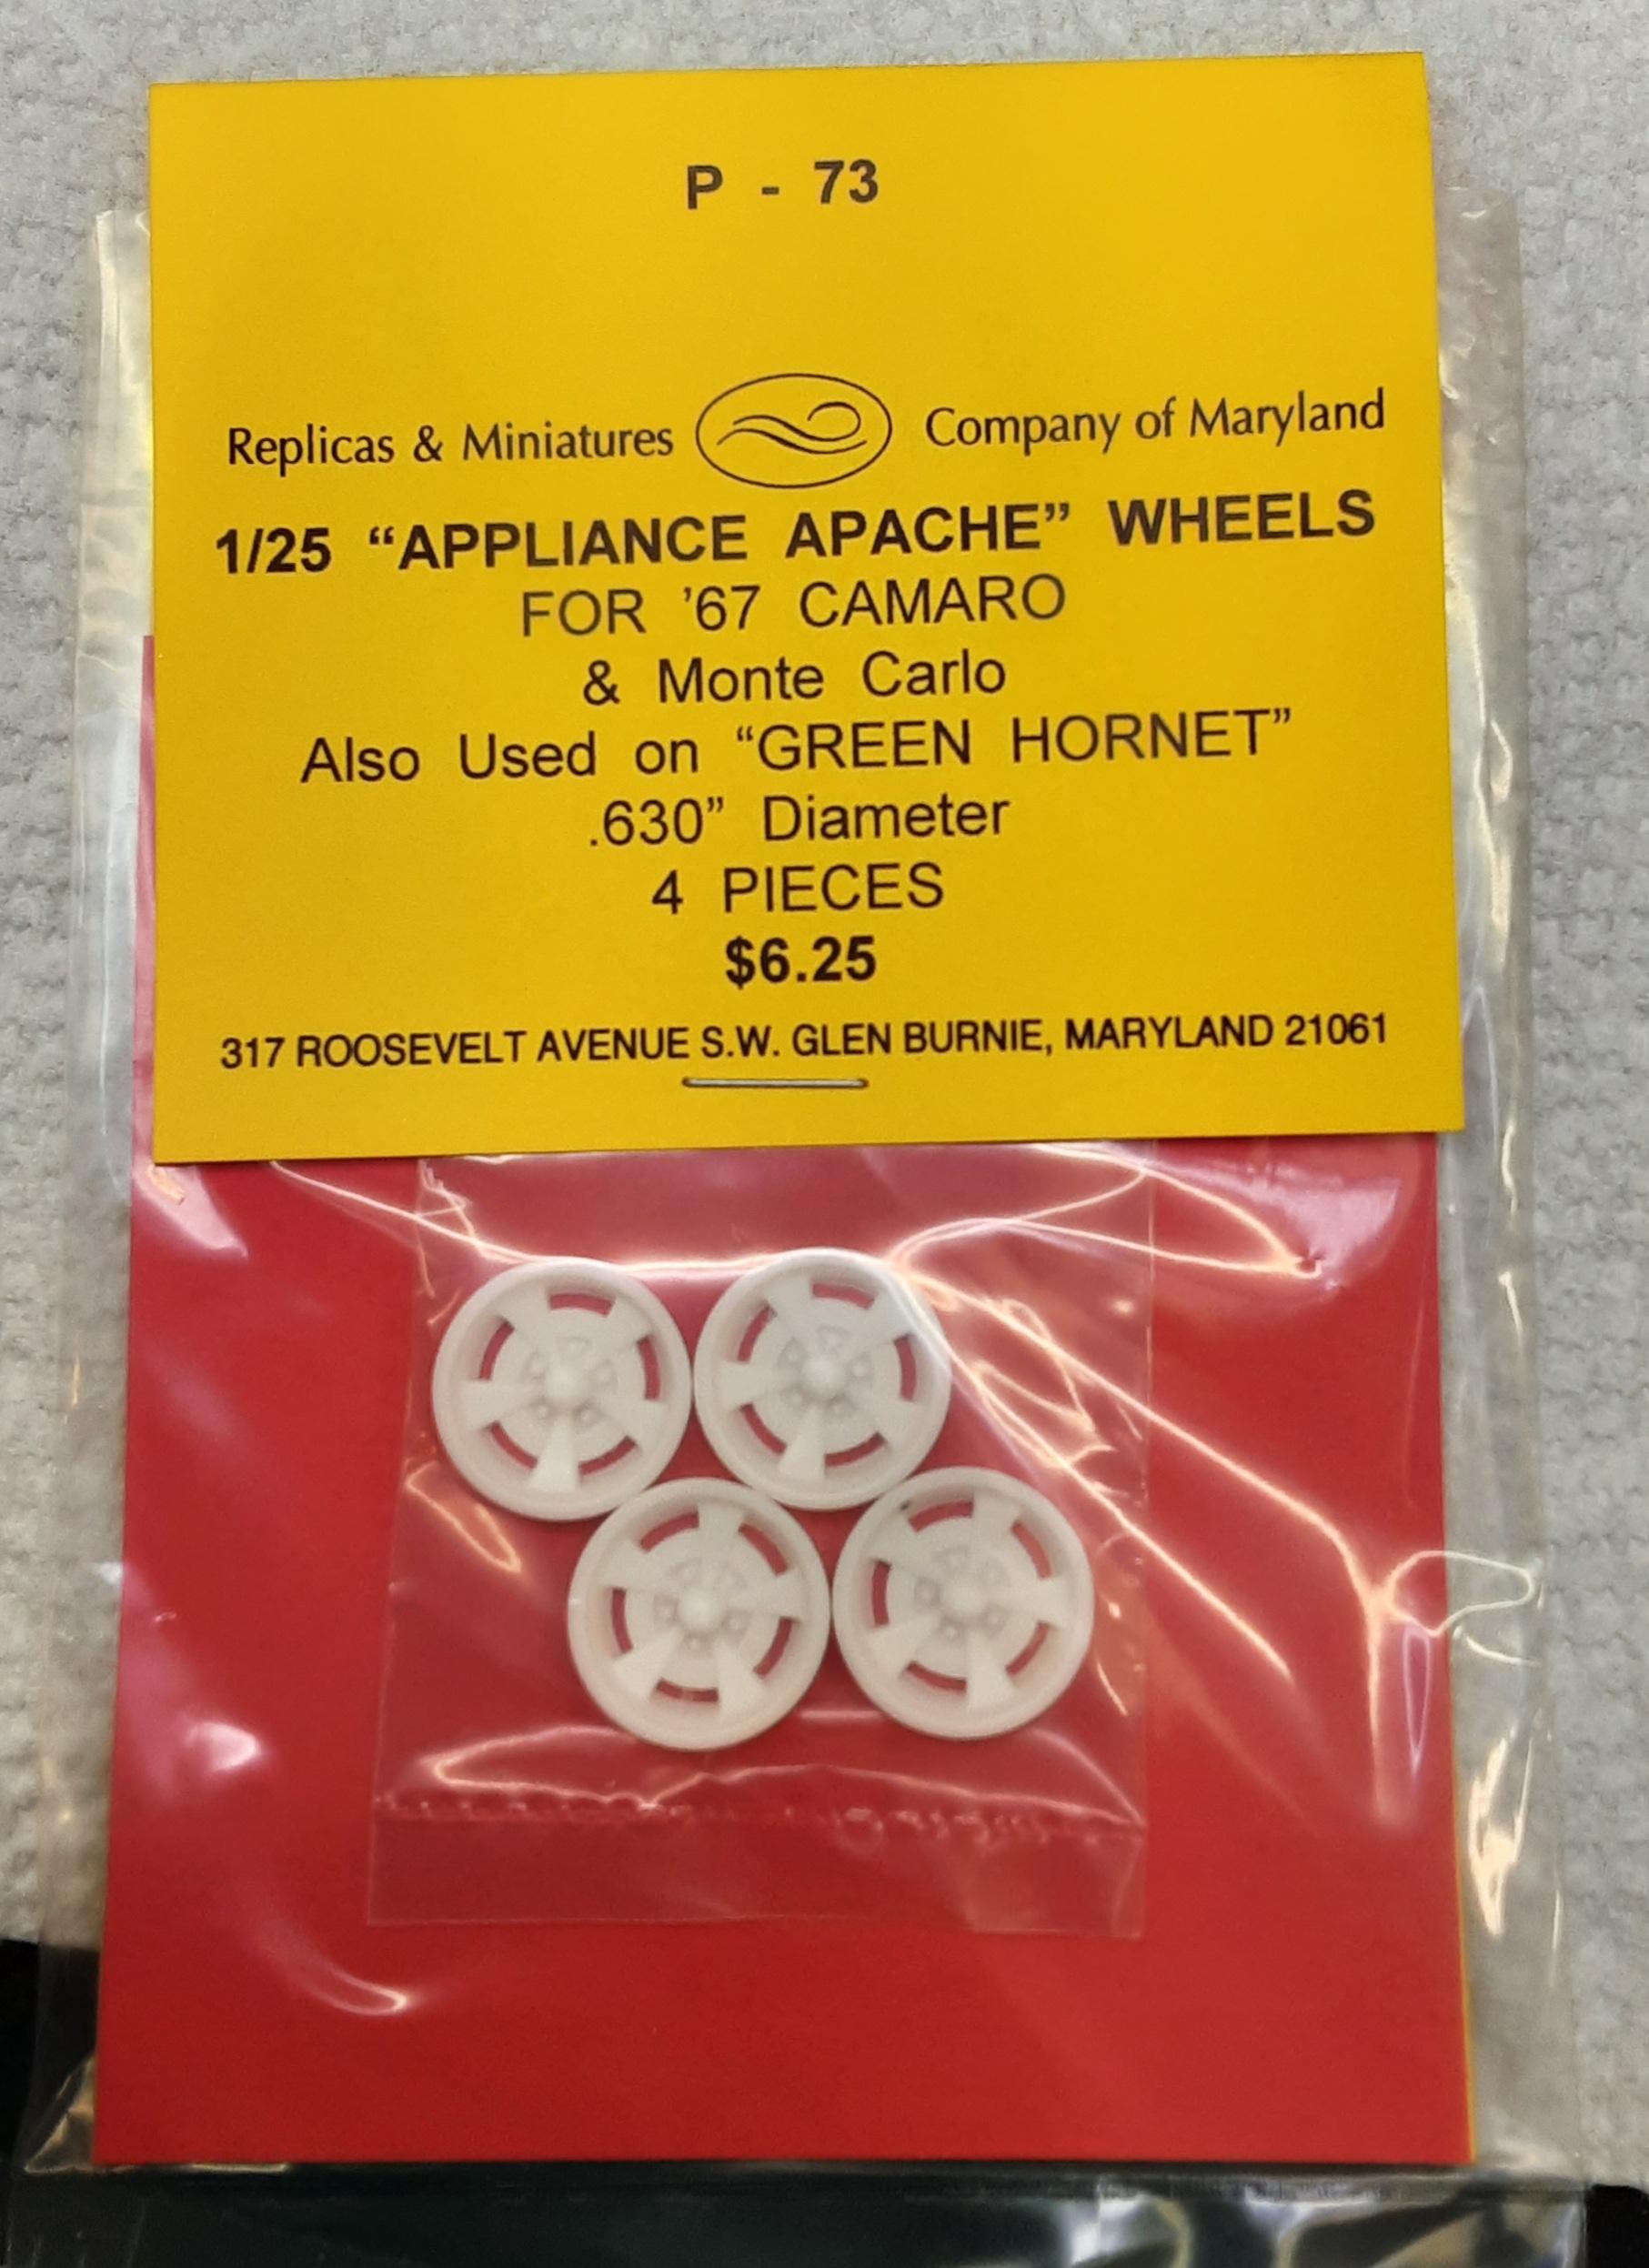 P - 73
Replicas & Miniatures Company of Maryland
1/25 “APPLIANCE APACHE” WHEELS
FOR ’67 CAMARO
& Monte Carlo
Also Used on “GREEN HORNET”
.630” Diameter
4 PIECES
$6.25
317 ROOSEVELT AVENUE S.W. GLEN BURNIE, MARYLAND 21061